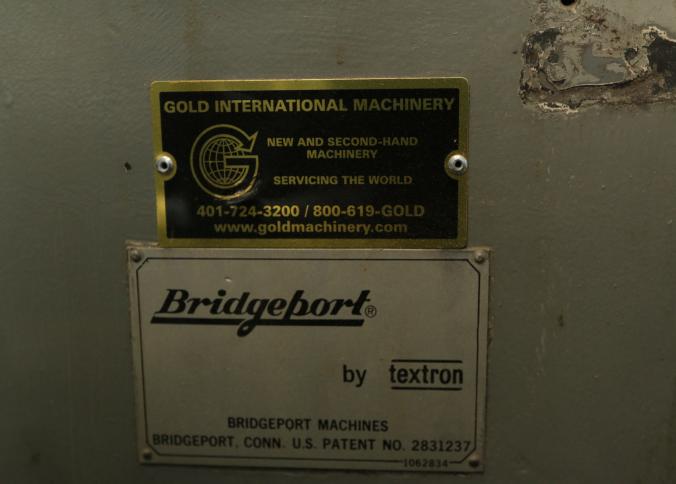 GOLD INTERNATIONAL MACHINERY
G
NEW AND SECOND-HAND
MACHINERY
SERVICING THE WORLD
401-724-3200 / 800-619-GOLD
www.goldmachinery.com
Bridgeport®
by textron
BRIDGEPORT MACHINES
BRIDGEPORT, CONN. U.S. PATENT NO. 2831237
1062834